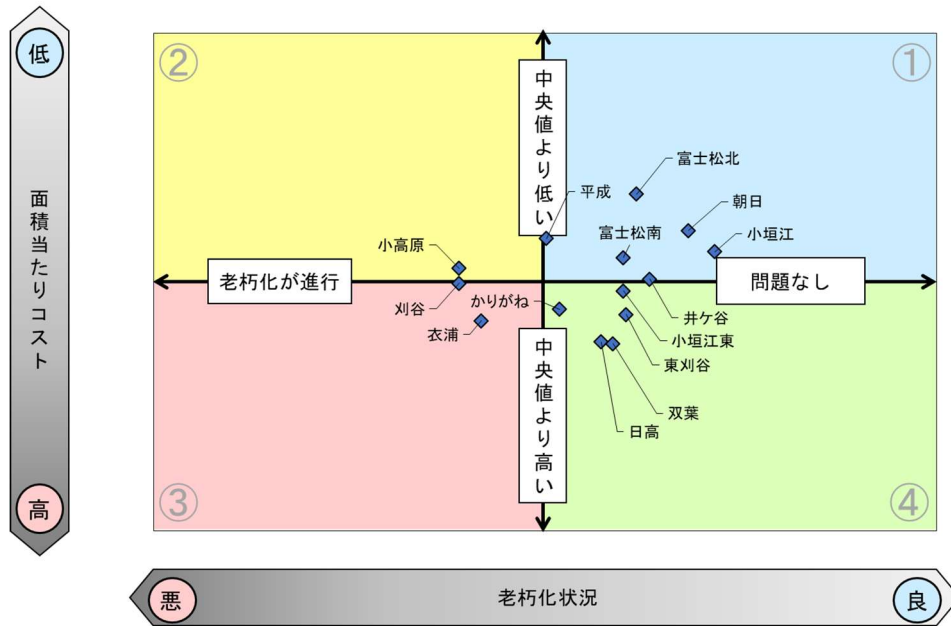 低
面積当たりコスト
高
②
①
中央値より低い
富士松北
平成
朝日
富士松南
小垣江
小高原
老朽化が進行
問題なし
刈谷
かりがね
井ケ谷
衣浦
小垣江東
東刈谷
中央値より高い
双葉
日高
③
④
悪
老朽化状況
良